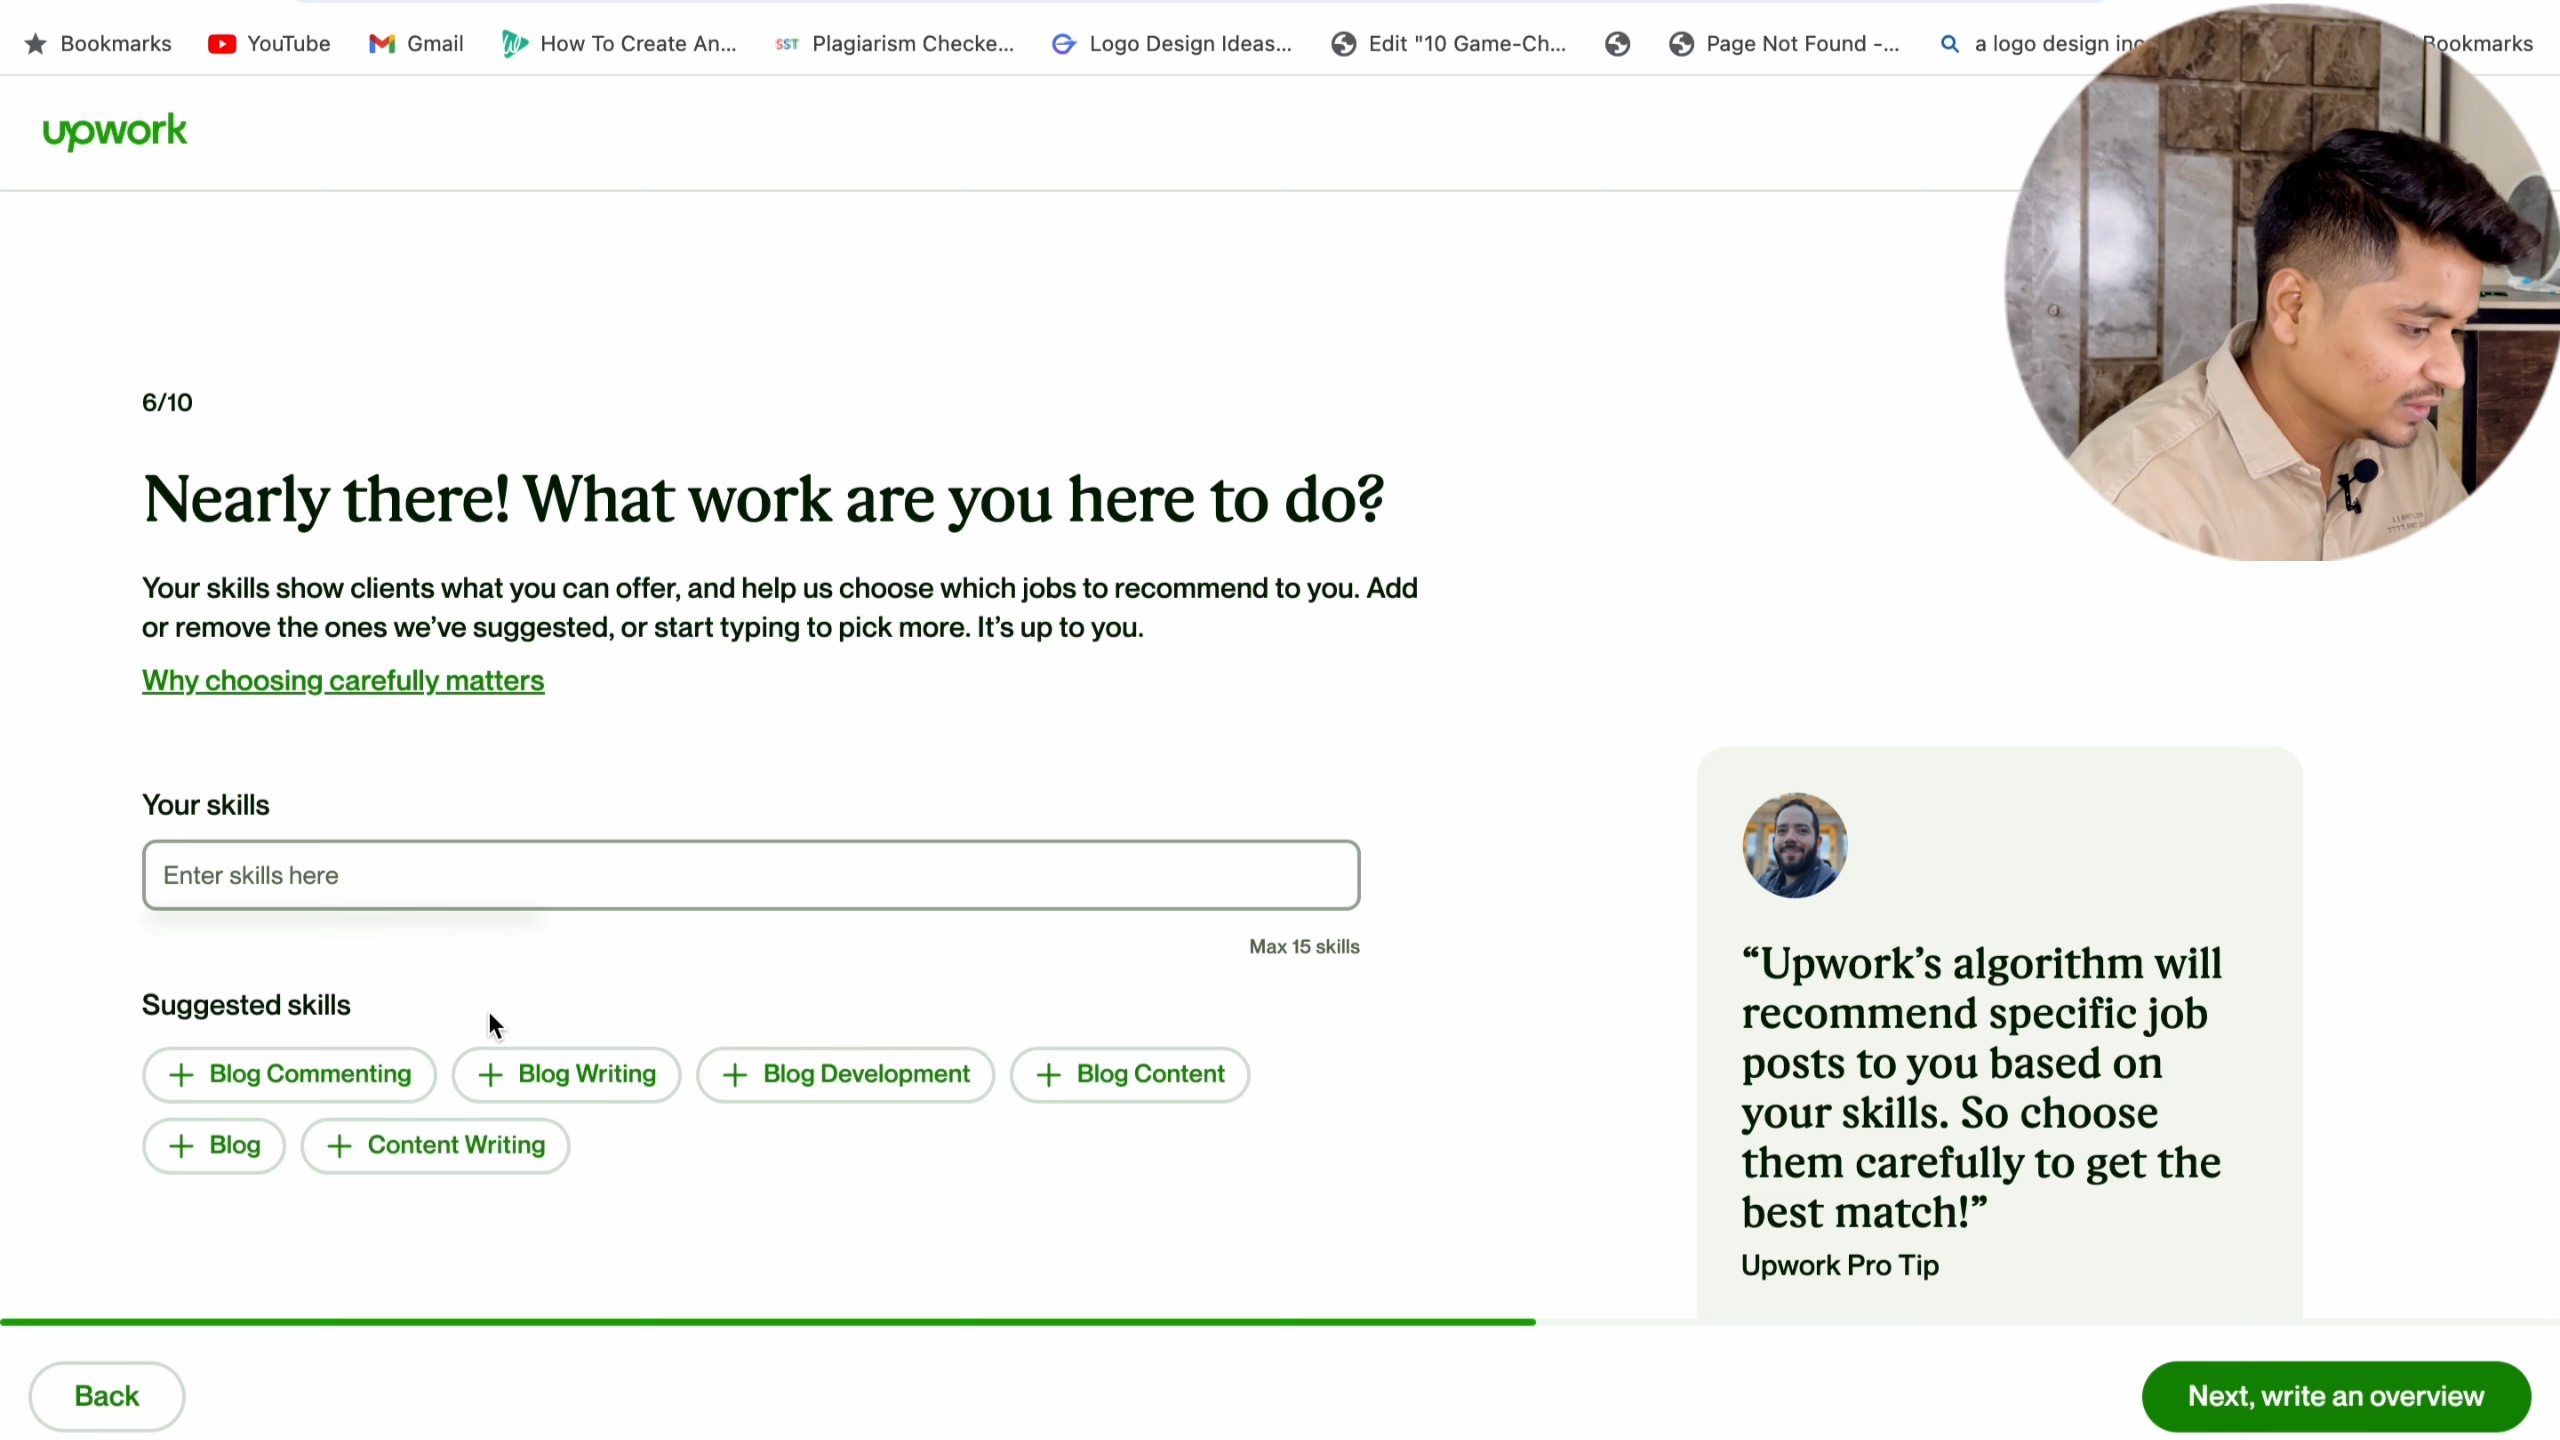 Bookmarks YouTube Gmail How To Create An... SST Plagiarism Checke... Logo Design Ideas... Edit "10 Game-Ch... Page Not Found -... a logo design Bookmarks
upwork
6/10
Nearly there! What work are you here to do?
Your skills show clients what you can offer, and help us choose which jobs to recommend to you. Add
or remove the ones we’ve suggested, or start typing to pick more. It’s up to you.
Why choosing carefully matters
Your skills
Enter skills here
Max 15 skills
Suggested skills
+ Blog Commenting + Blog Writing + Blog Development + Blog Content
+ Blog + Content Writing
“Upwork’s algorithm will
recommend specific job
posts to you based on
your skills. So choose
them carefully to get the
best match!”
Upwork Pro Tip
Back
Next, write an overview